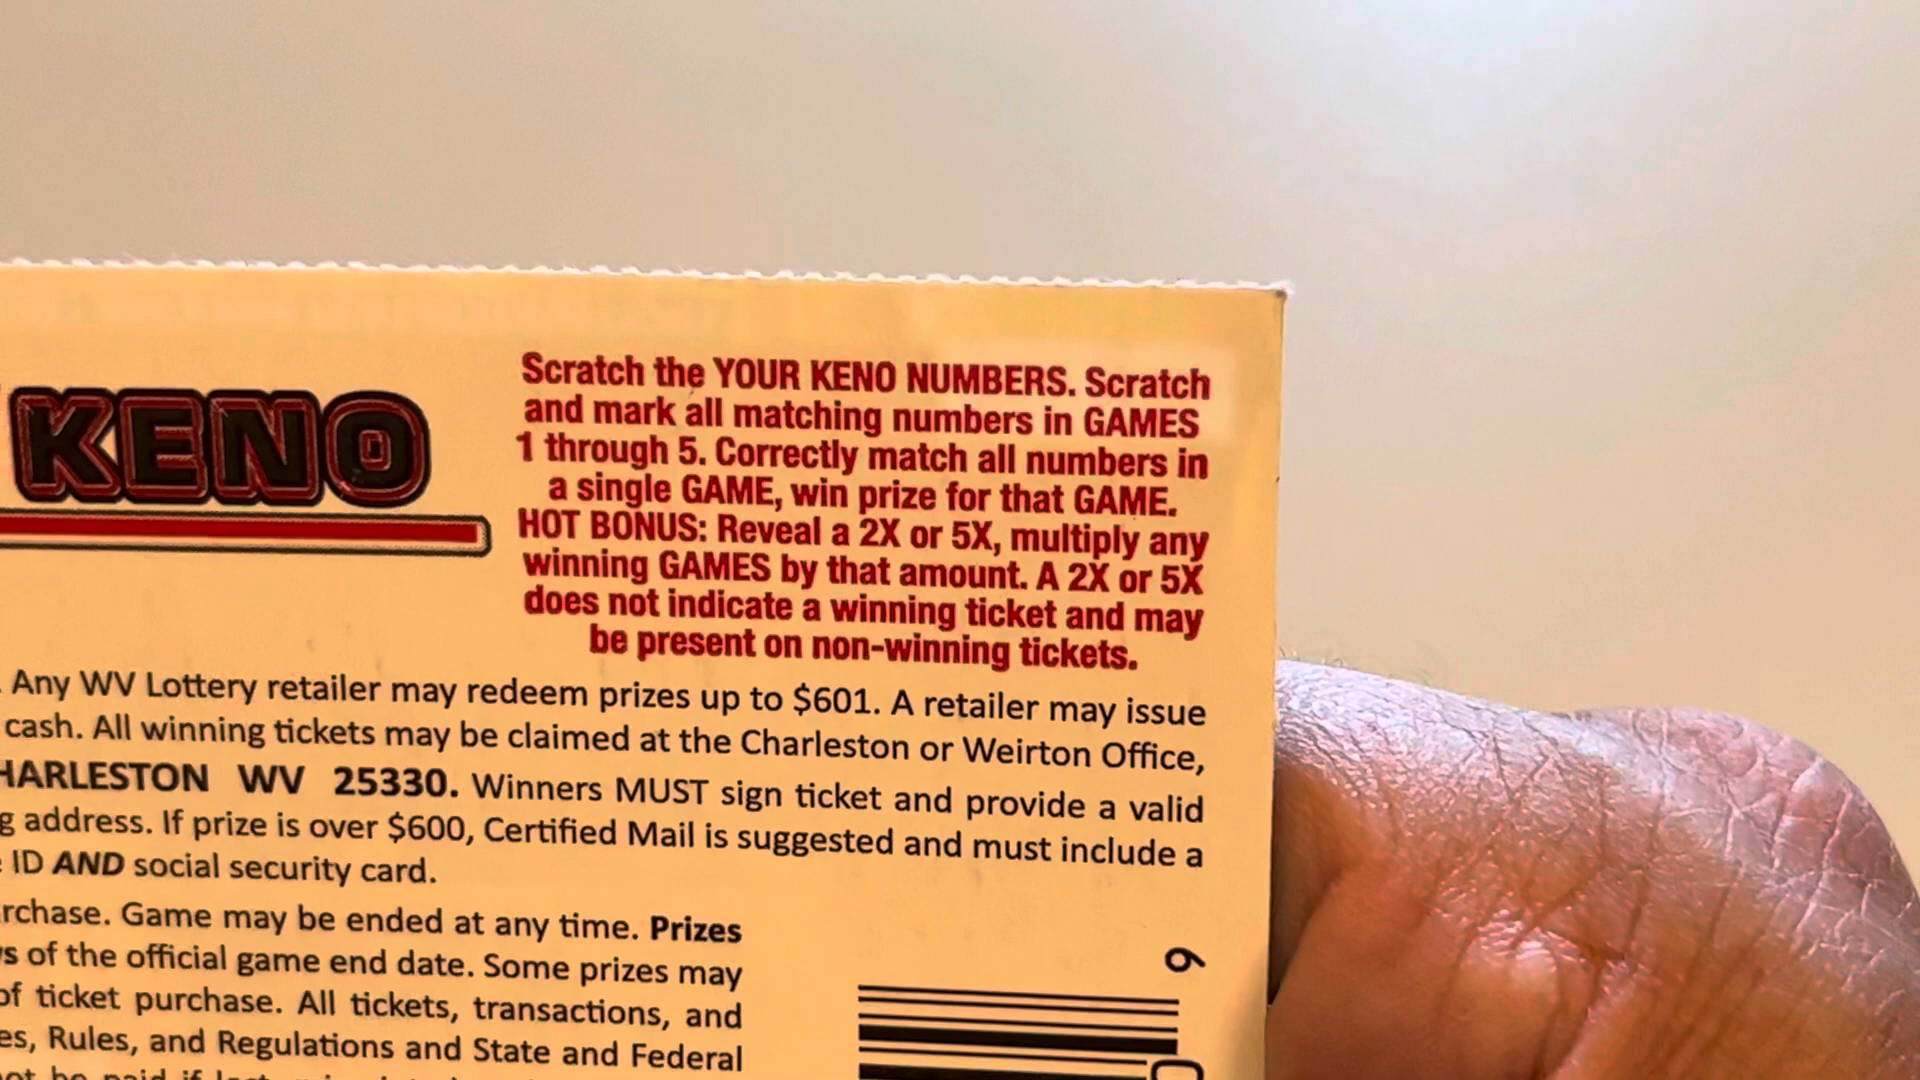 KENO
Scratch the YOUR KENO NUMBERS. Scratch
and mark all matching numbers in GAMES
1 through 5. Correctly match all numbers in
a single GAME, win prize for that GAME.
HOT BONUS: Reveal a 2X or 5X, multiply any
winning GAMES by that amount. A 2X or 5X
does not indicate a winning ticket and may
be present on non-winning tickets.
. Any WV Lottery retailer may redeem prizes up to $601. A retailer may issue
cash. All winning tickets may be claimed at the Charleston or Weirton Office,
HARLESTON WV 25330. Winners MUST sign ticket and provide a valid
g address. If prize is over $600, Certified Mail is suggested and must include a
ID AND social security card.
rchase. Game may be ended at any time. Prizes
s of the official game end date. Some prizes may
of ticket purchase. All tickets, transactions, and
es, Rules, and Regulations and State and Federal
9